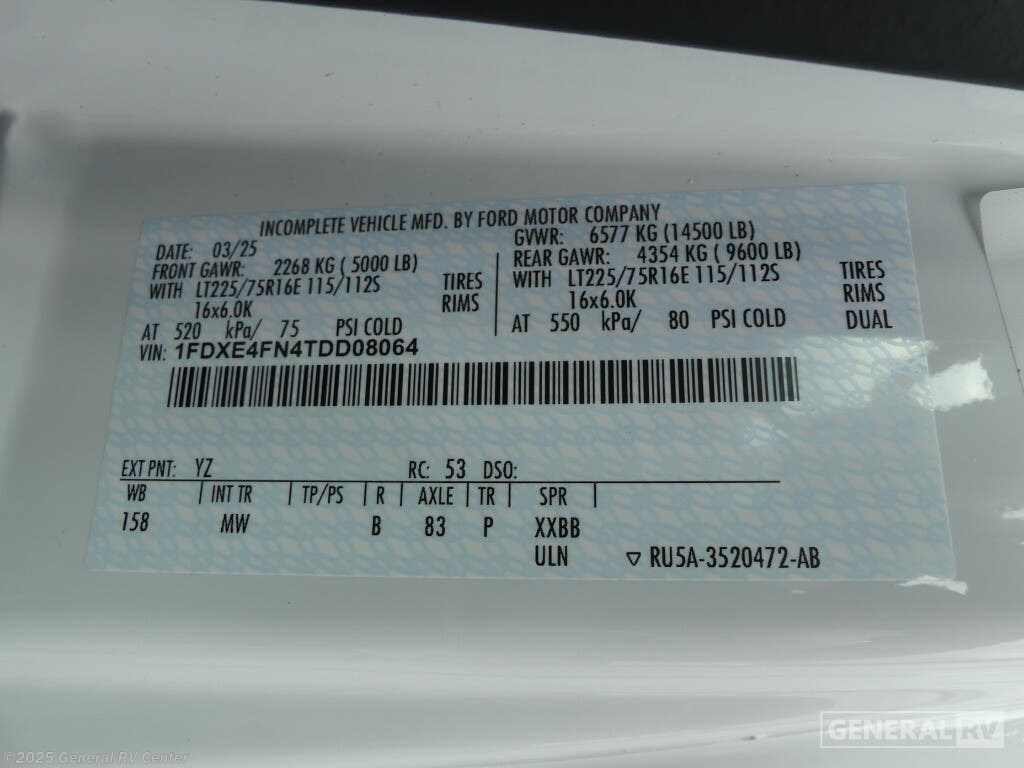 INCOMPLETE VEHICLE MFD. BY FORD MOTOR COMPANY
DATE: 03/25
GVWR: 6577 KG (14500 LB)
FRONT GAWR: 2268 KG ( 5000 LB)
REAR GAWR: 4354 KG ( 9600 LB)
WITH LT225/75R16E 115/112S TIRES
WITH LT225/75R16E 115/112S TIRES
16x6.0K RIMS
16x6.0K RIMS
AT 520 kPa/ 75 PSI COLD
AT 550 kPa/ 80 PSI COLD DUAL
VIN: 1FDXE4FN4TDD08064
EXT PNT: YZ RC: 53 DSO:
WB | INT TR | TP/PS | R | AXLE | TR | SPR |
158 MW B 83 P XXBB
ULN ▽ RU5A-3520472-AB
GENERAL RV
©2025 General RV Center